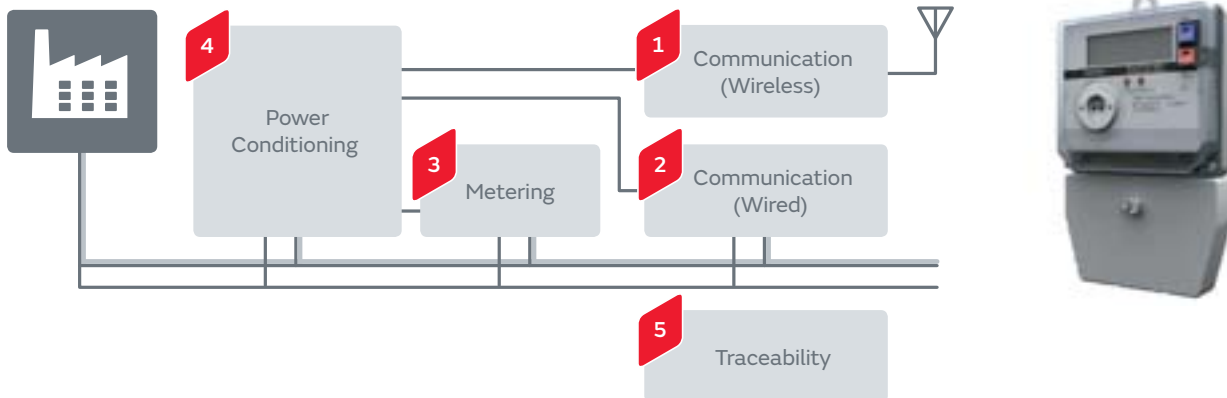 4
Power
Conditioning
1
Communication
(Wireless)
3
Metering
2
Communication
(Wired)
5
Traceability